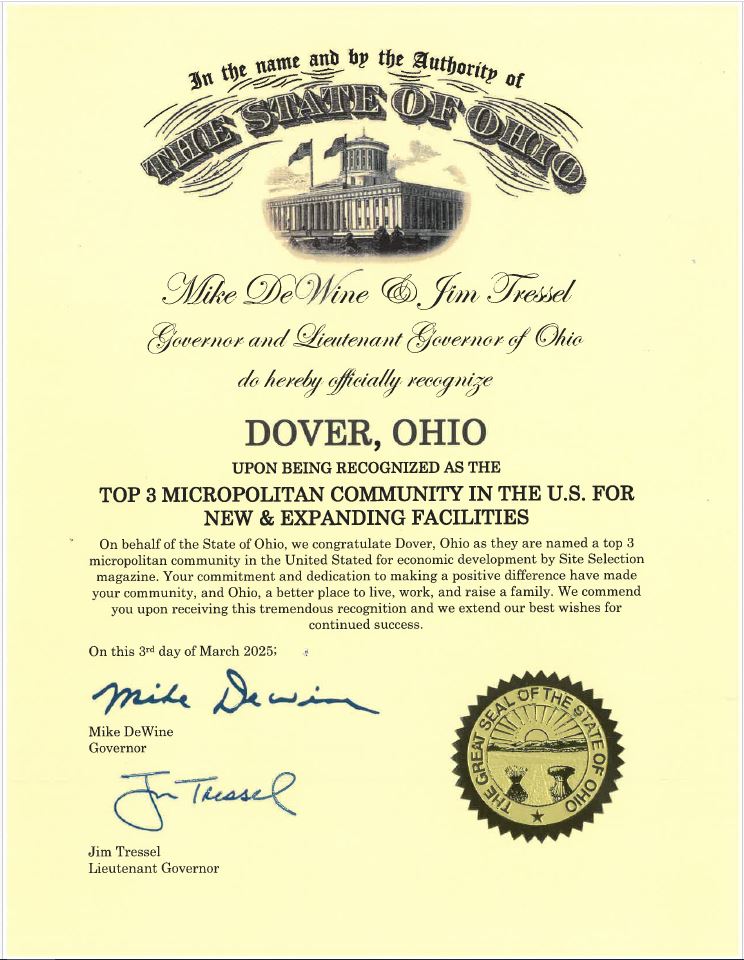 In the name and by the Authority of
THE STATE OF OHIO
Mike DeWine & Jim Tressel
Governor and Lieutenant Governor of Ohio
do hereby officially recognize
DOVER, OHIO
UPON BEING RECOGNIZED AS THE
TOP 3 MICROPOLITAN COMMUNITY IN THE U.S. FOR
NEW & EXPANDING FACILITIES
On behalf of the State of Ohio, we congratulate Dover, Ohio as they are named a top 3
micropolitan community in the United Stated for economic development by Site Selection
magazine. Your commitment and dedication to making a positive difference have made
your community, and Ohio, a better place to live, work, and raise a family. We commend
you upon receiving this tremendous recognition and we extend our best wishes for
continued success.
On this 3rd day of March 2025;
Mike DeWine
Mike DeWine
Governor
Jim Tressel
Jim Tressel
Lieutenant Governor
THE GREAT SEAL OF THE STATE OF OHIO